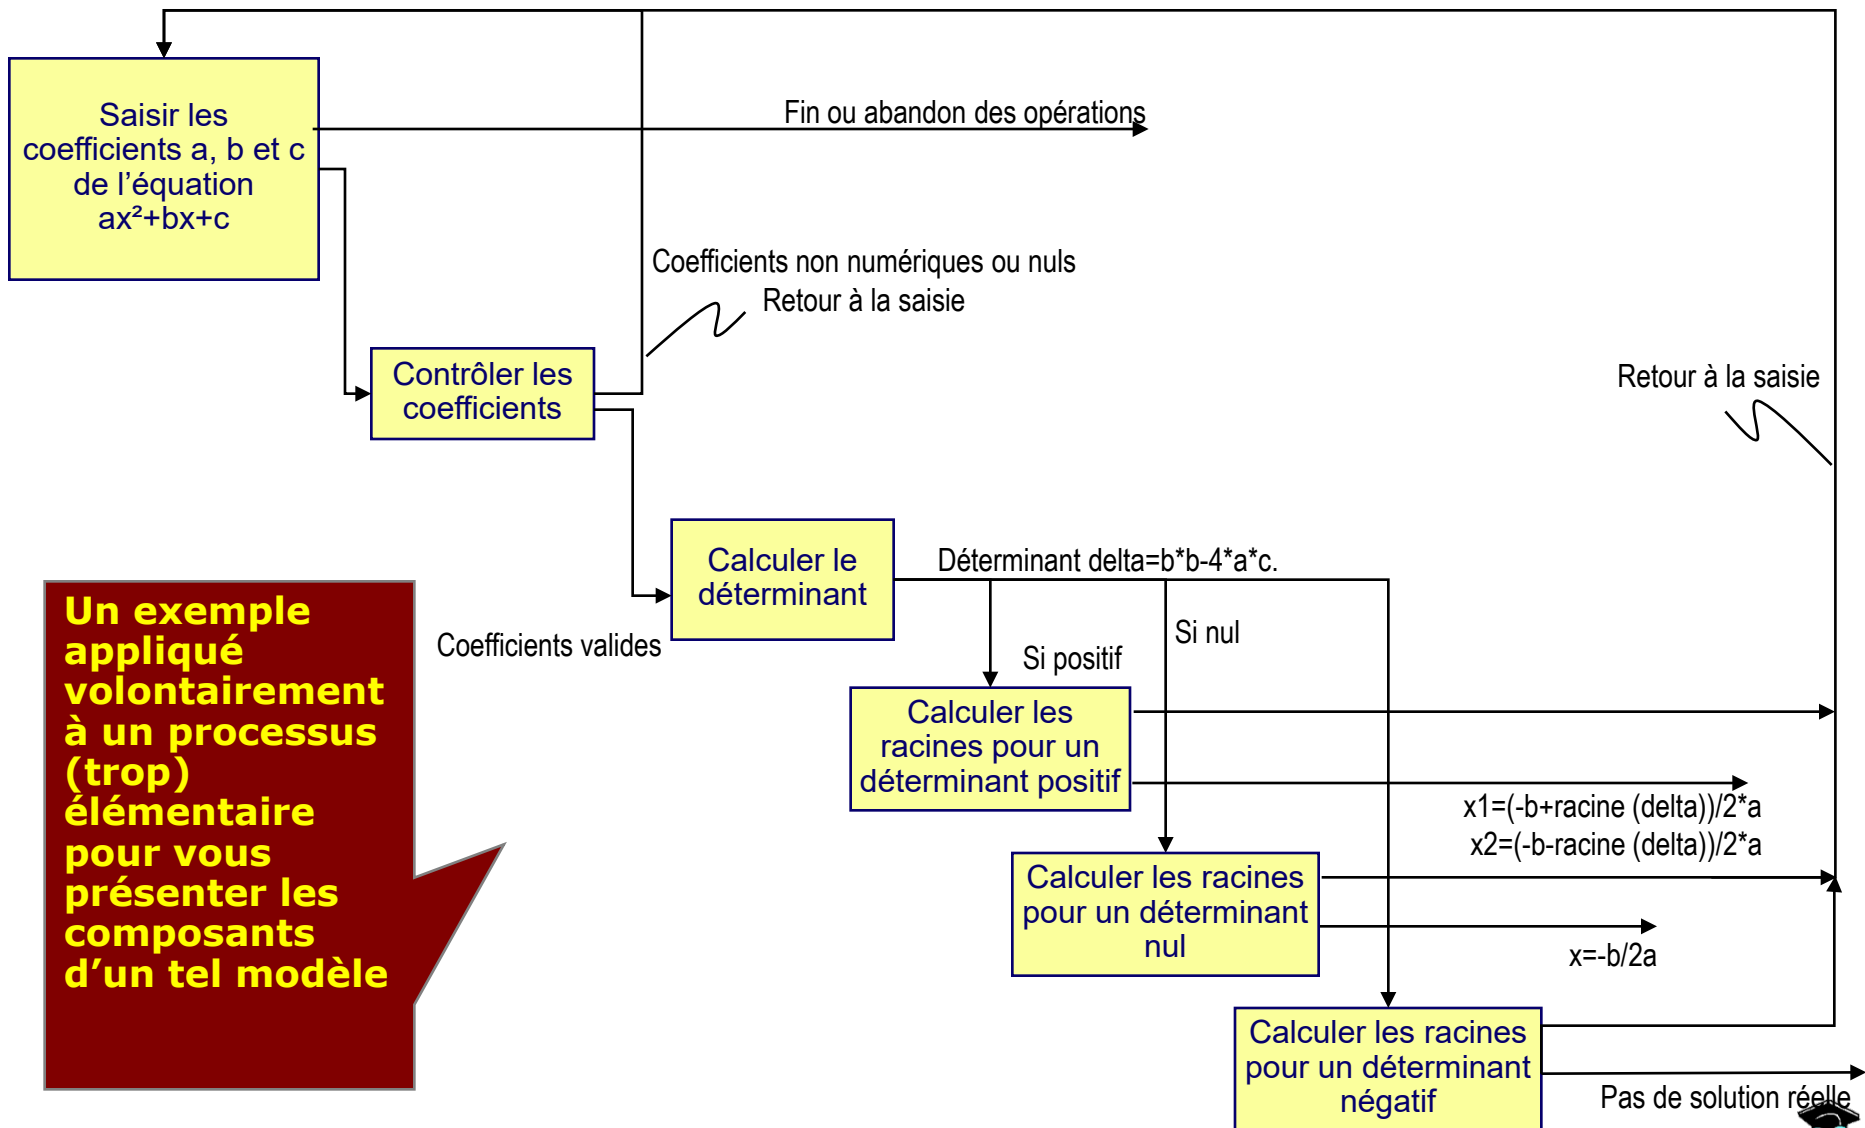 Saisir les
coefficients a, b et c
de l’équation
ax²+bx+c
Fin ou abandon des opérations
Coefficients non numériques ou nuls
Retour à la saisie
Contrôler les
coefficients
Retour à la saisie
Calculer le
déterminant
Déterminant delta=b*b-4*a*c.
Coefficients valides
Si positif
Si nul
Un exemple
appliqué
volontairement
à un processus
(trop)
élémentaire
pour vous
présenter les
composants
d’un tel modèle
Calculer les
racines pour un
déterminant positif
x1=(-b+racine (delta))/2*a
x2=(-b-racine (delta))/2*a
Calculer les racines
pour un déterminant
nul
x=-b/2a
Calculer les racines
pour un déterminant
négatif
Pas de solution réelle